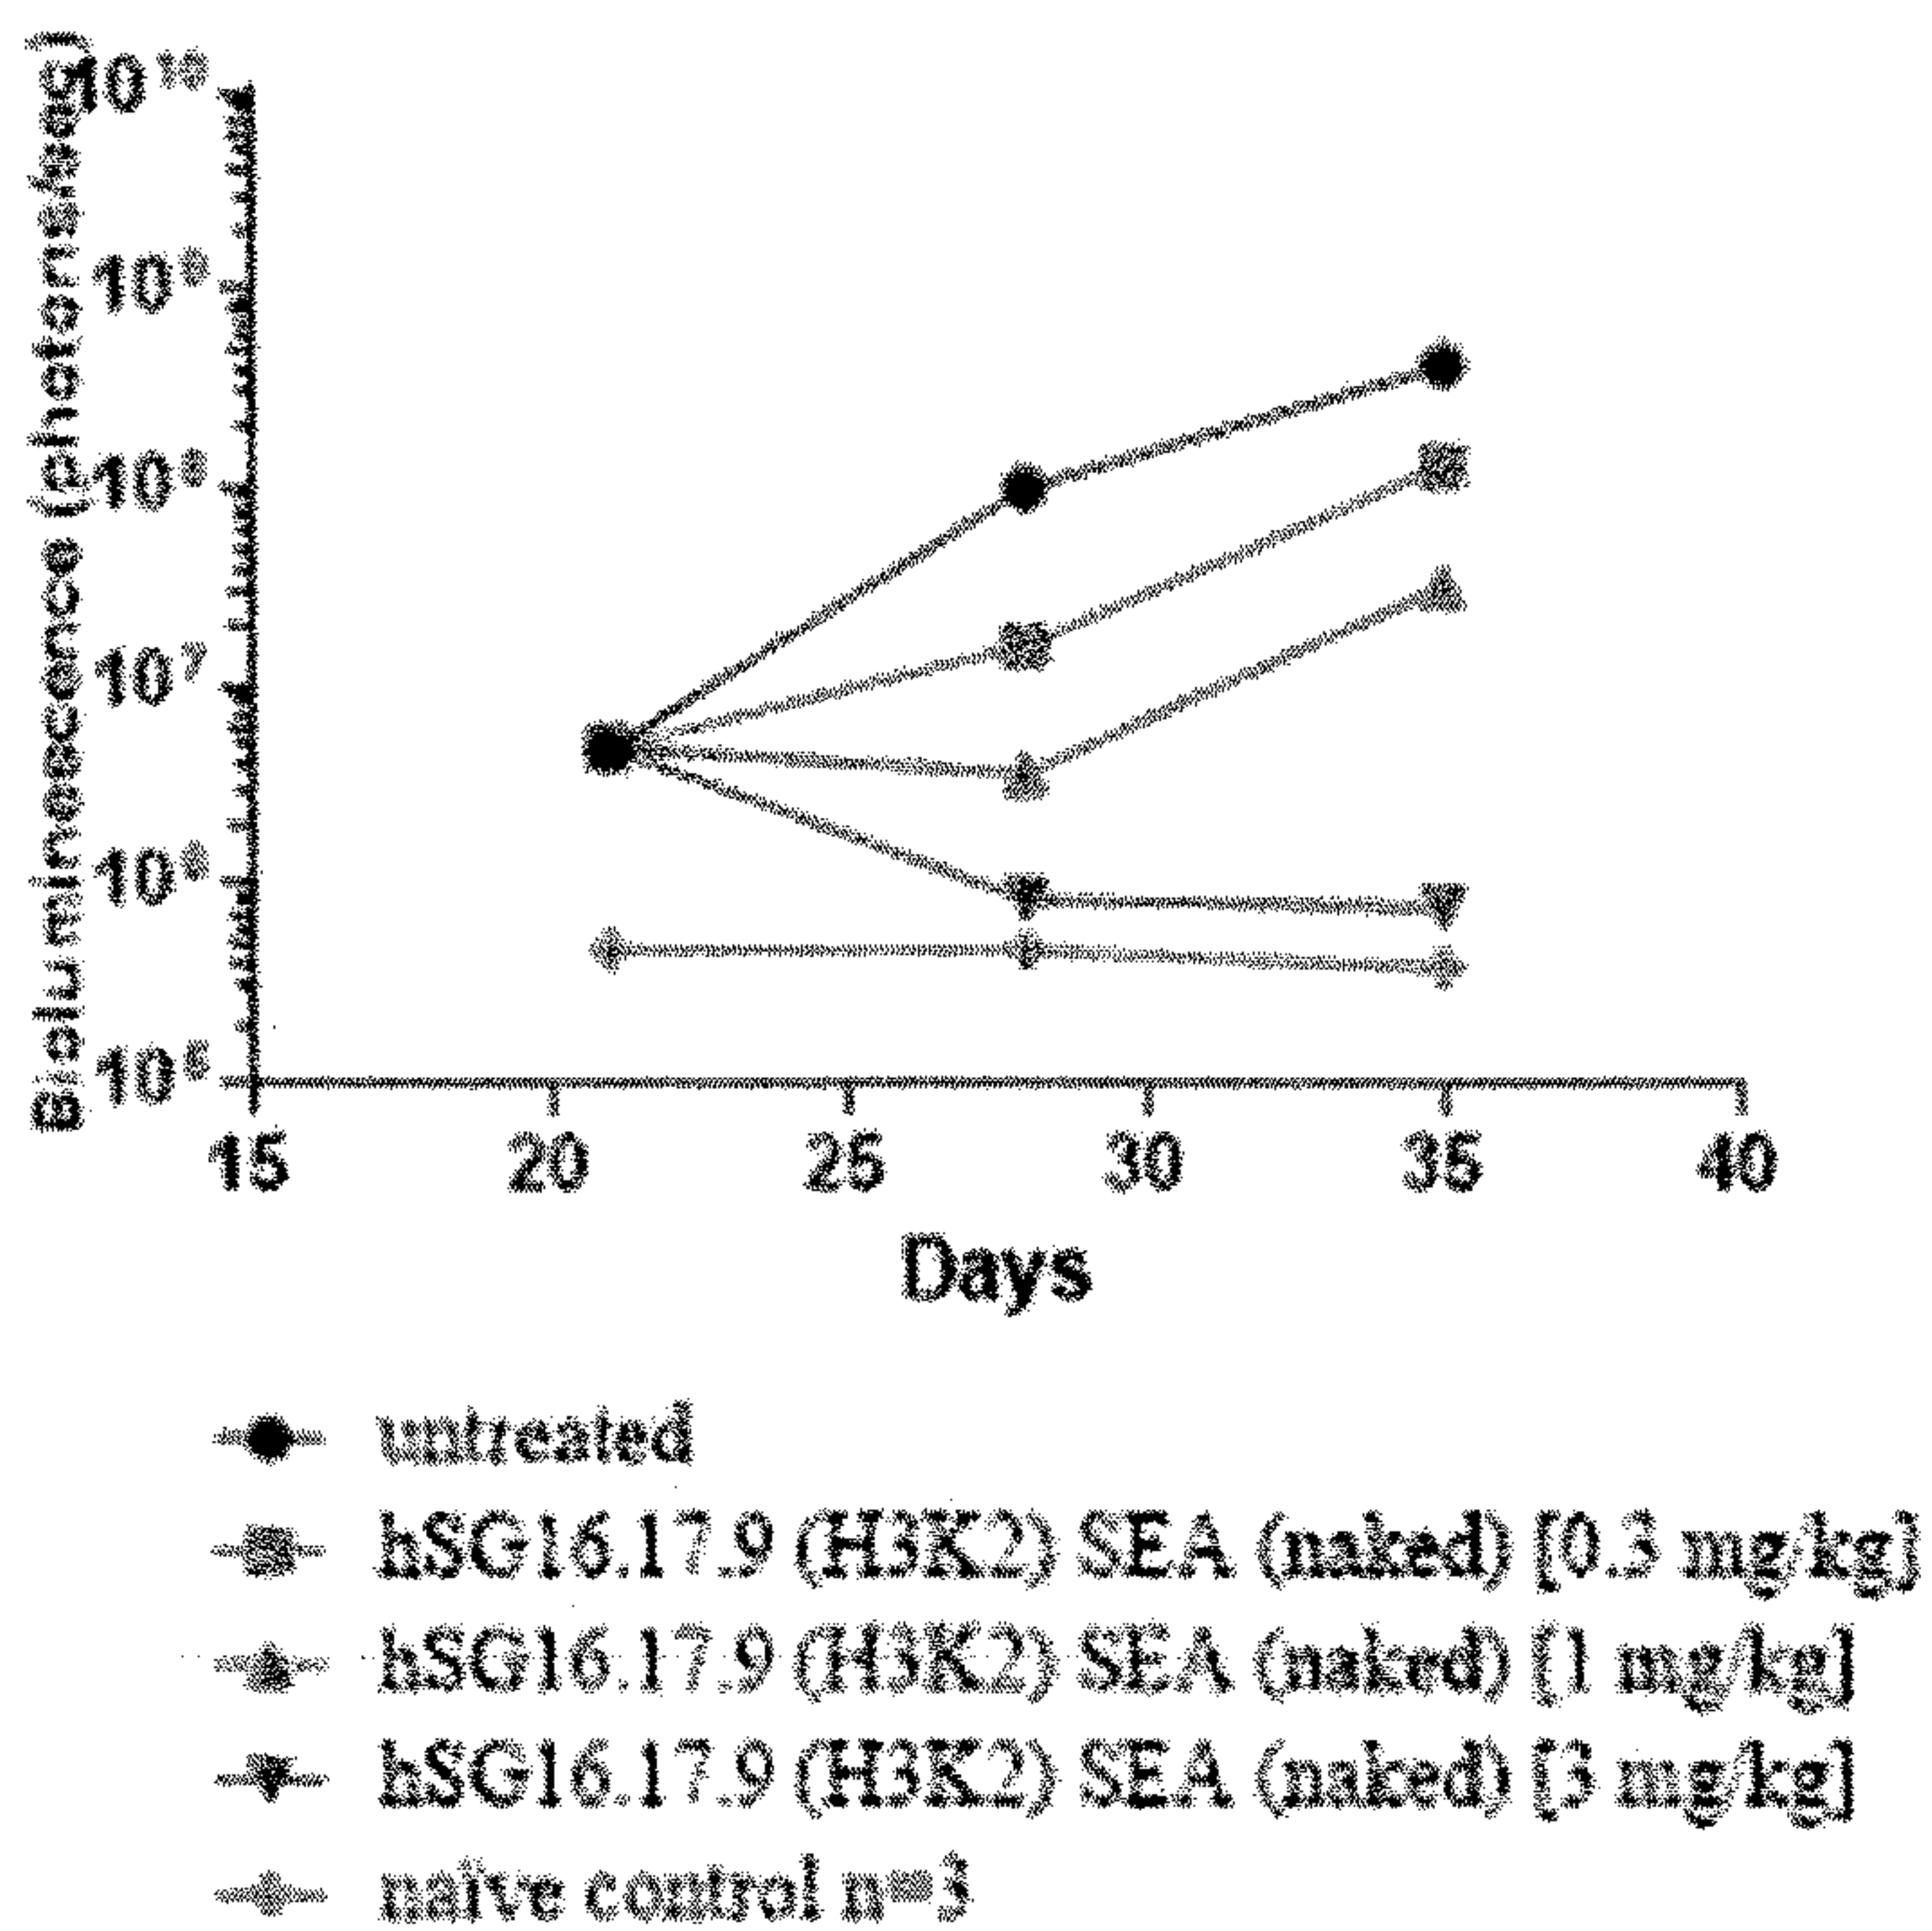 Bioluminescence (photons/avg)
10¹⁰
10⁹
10⁸
10⁷
10⁶
10⁵
15 20 25 30 35 40
Days
untreated
hSG16.17.9 (H3K2) SEA (naked) [0.3 mg/kg]
hSG16.17.9 (H3K2) SEA (naked) [1 mg/kg]
hSG16.17.9 (H3K2) SEA (naked) [3 mg/kg]
naïve control n=3